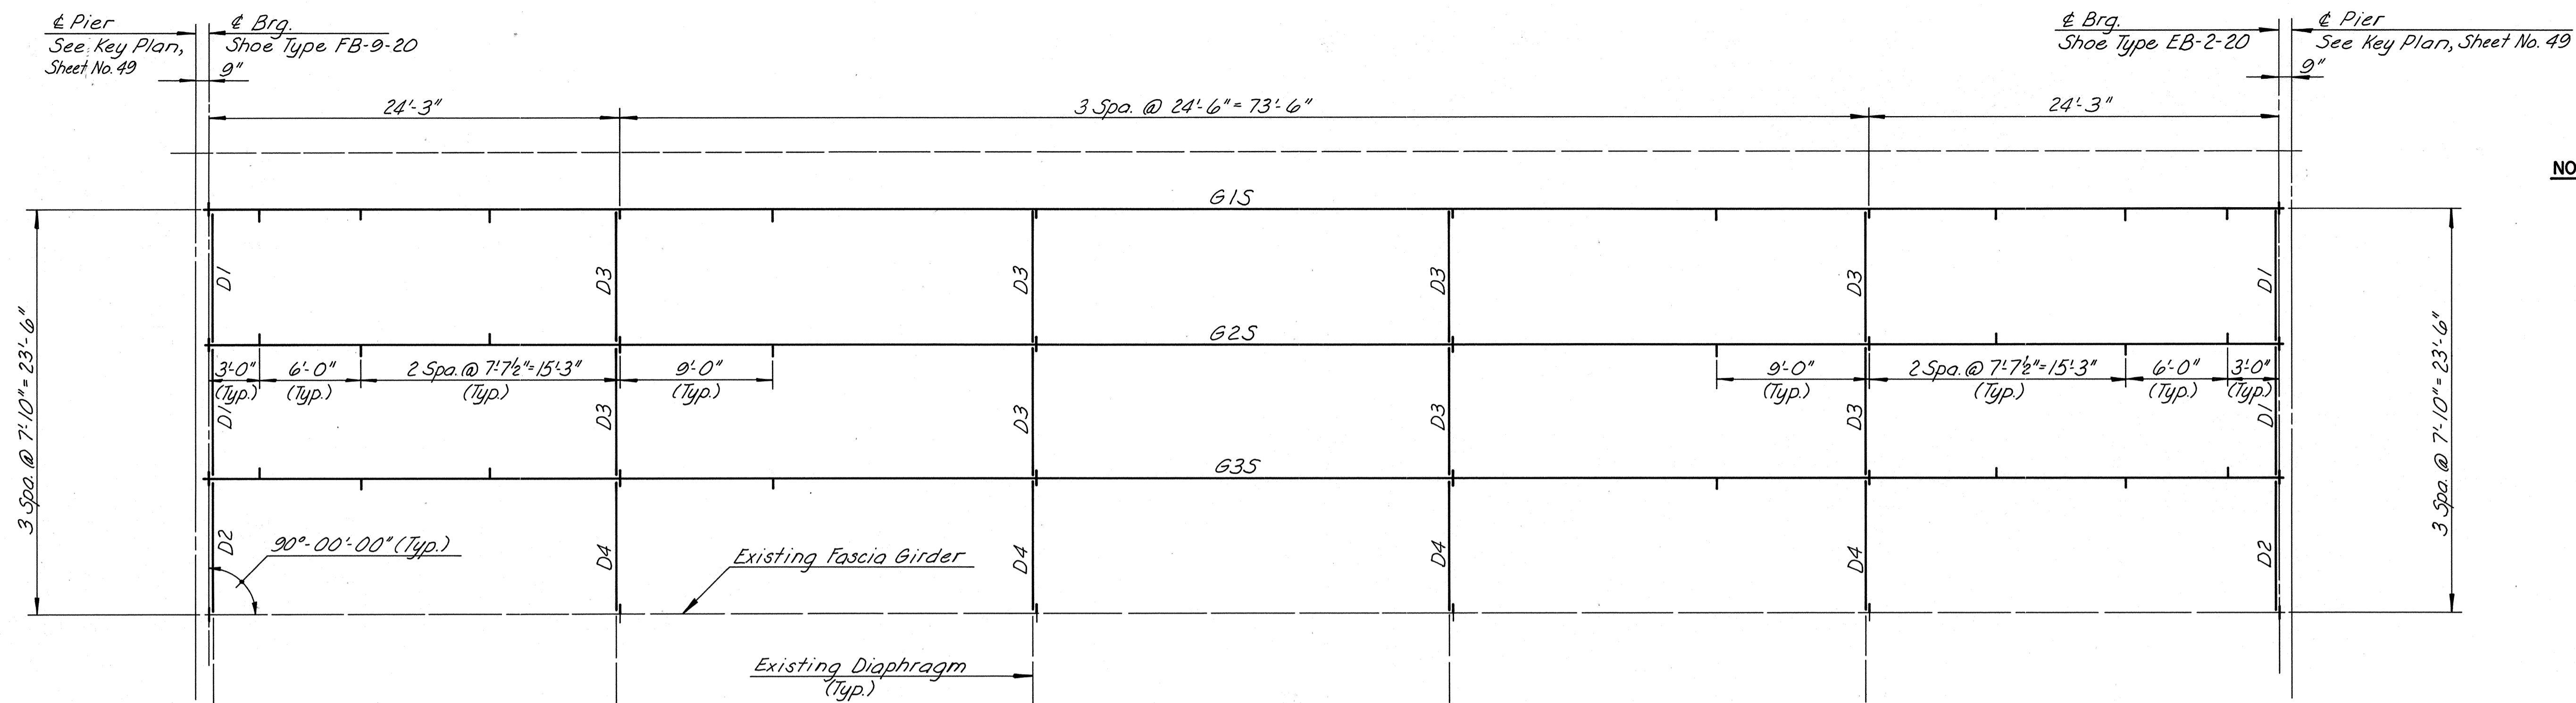 ℄ Pier
See Key Plan,
Sheet No. 49
℄ Brg.
Shoe Type FB-9-20
9"
℄ Brg.
Shoe Type EB-2-20
℄ Pier
See Key Plan, Sheet No. 49
9"
24'-3"
3 Spa. @ 24'-6" = 73'-6"
24'-3"
NO
G1S
D1
D3
D3
D3
D3
D1
3 Spa. @ 7'-10" = 23'-6"
3 Spa. @ 7'-10" = 23'-6"
G2S
3'-0"
(Typ.)
6'-0"
(Typ.)
2 Spa. @ 7'-7½" = 15'-3"
(Typ.)
9'-0"
(Typ.)
9'-0"
(Typ.)
2 Spa. @ 7'-7½" = 15'-3"
(Typ.)
6'-0"
(Typ.)
3'-0"
(Typ.)
D1
D3
D3
D3
D3
D1
G3S
D2
90°-00'-00" (Typ.)
D4
Existing Fascia Girder
D4
D4
D4
D2
Existing Diaphragm
(Typ.)